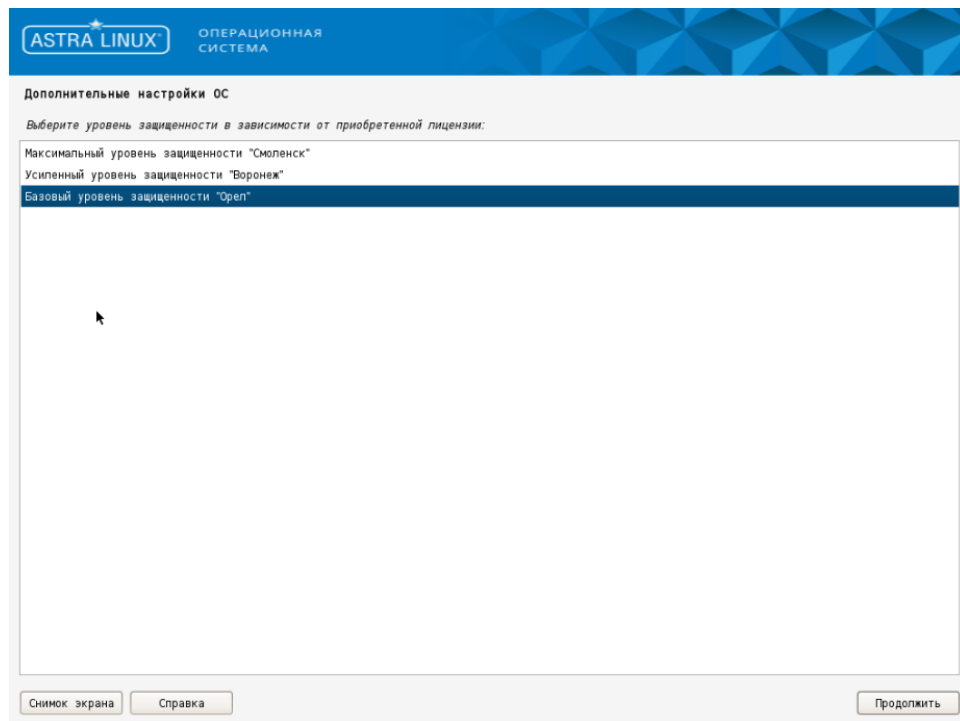 ASTRA LINUX
ОПЕРАЦИОННАЯ
СИСТЕМА
Дополнительные настройки ОС
Выберите уровень защищенности в зависимости от приобретенной лицензии:
Максимальный уровень защищенности "Смоленск"
Усиленный уровень защищенности "Воронеж"
Базовый уровень защищенности "Орел"
Снимок экрана
Справка
Продолжить